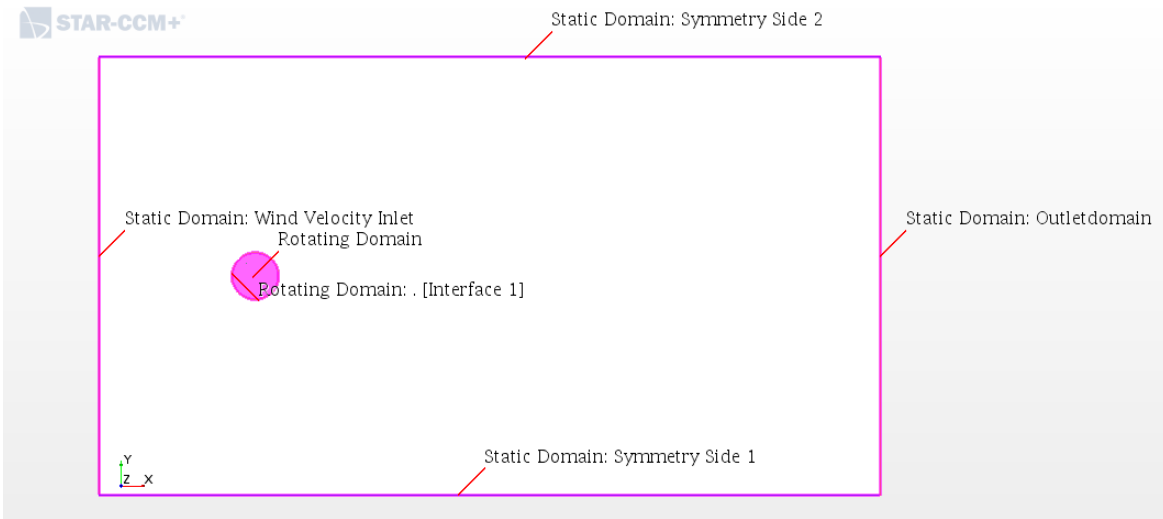 STAR-CCM+
Static Domain: Symmetry Side 2
Static Domain: Wind Velocity Inlet
Static Domain: Outletdomain
Rotating Domain
Rotating Domain: . [Interface 1]
Static Domain: Symmetry Side 1
Y
Z X